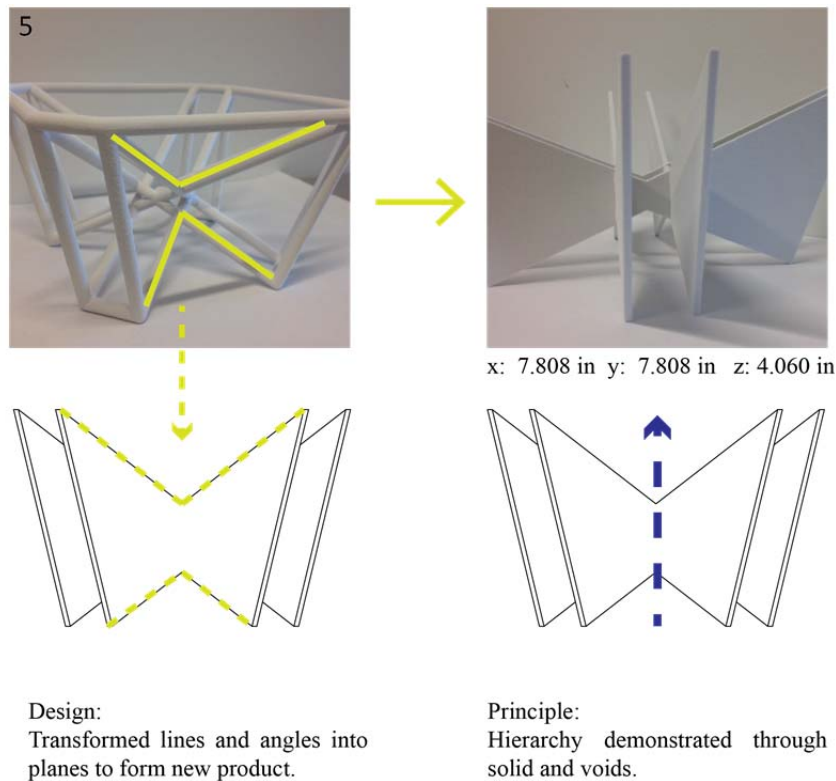 5
x: 7.808 in y: 7.808 in z: 4.060 in
Design:
Transformed lines and angles into
planes to form new product.
Principle:
Hierarchy demonstrated through
solid and voids.